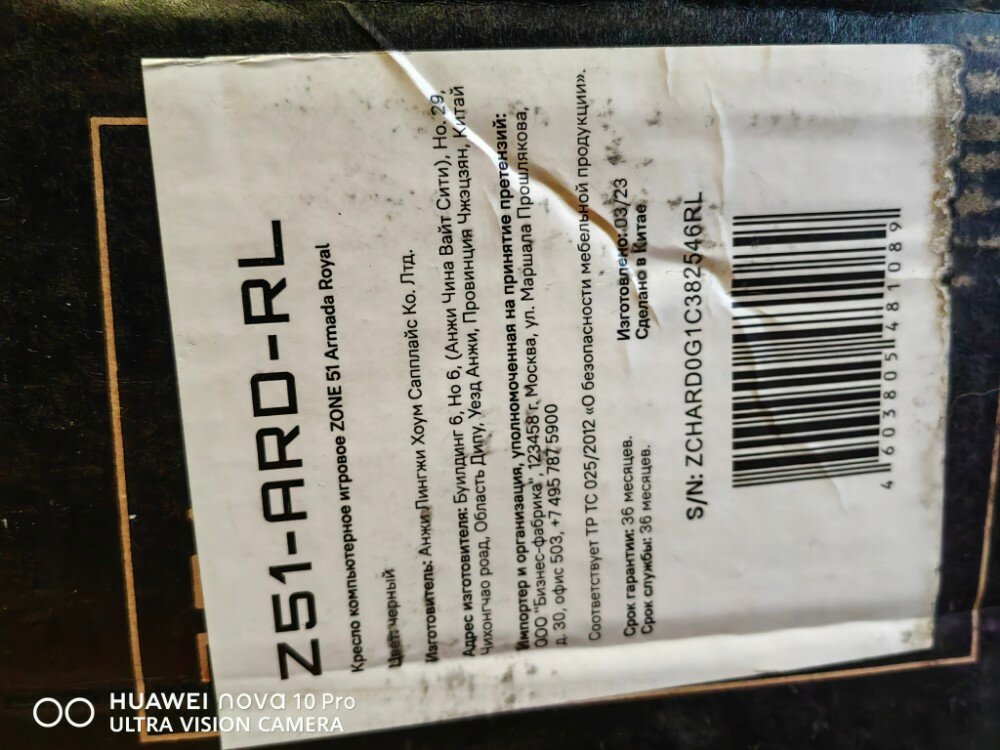 Z51-ARD-RL
Кресло компьютерное игровое ZONE 51 Armada Royal
Цвет: черный
Изготовитель: Анжи Лингжи Хоум Сапплайс Ко. Лтд.
Адрес изготовителя: Буилдинг 6, Но 6, (Анжи Чина Вайт Сити), Но. 29,
Чихонгчао роад, Область Дипу, Уезд Анжи, Провинция Чжэцзян, Китай
Импортер и организация, уполномоченная на принятие претензий:
ООО "Бизнес-фабрика", 123458 г. Москва, ул. Маршала Прошлякова,
д. 30, офис 503, +7 495 787 5900
Соответствует ТР ТС 025/2012 «О безопасности мебельной продукции».
Срок гарантии: 36 месяцев.
Срок службы: 36 месяцев.
Изготовлено: 03/23
Сделано в Китае.
S/N: ZCHARD0G1C382546RL
4 603805 481089
HUAWEI nova 10 Pro
ULTRA VISION CAMERA